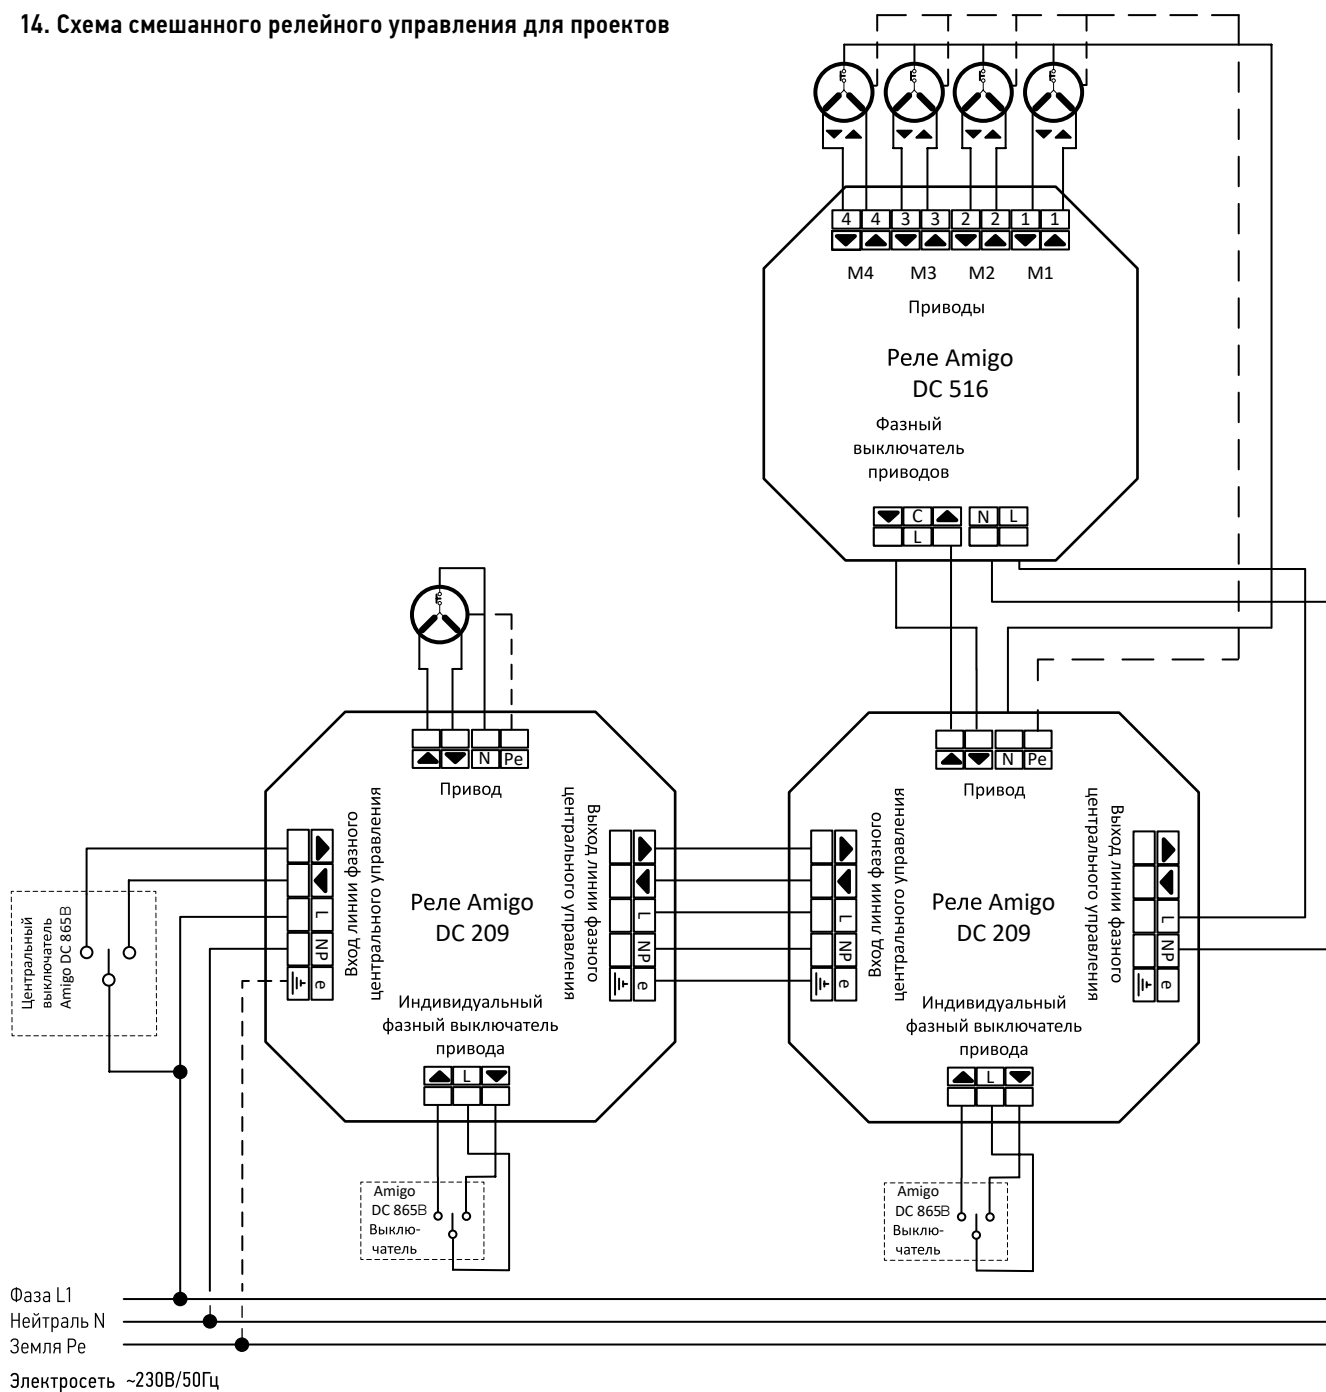 14. Схема смешанного релейного управления для проектов
4 4 3 3 2 2 1 1
M4 M3 M2 M1
Приводы
Реле Amigo
DC 516
Фазный
выключатель
приводов
C N L
L
N Pe
Привод
Вход линии фазного
центрального управления
Выход линии фазного
центрального управления
L
NP
e
L
NP
e
Реле Amigo
DC 209
Индивидуальный
фазный выключатель
привода
L
Центральный
выключатель
Amigo DC 865B
Amigo
DC 865B
Выклю-
чатель
N Pe
Привод
Вход линии фазного
центрального управления
Выход линии фазного
центрального управления
L
NP
e
L
NP
e
Реле Amigo
DC 209
Индивидуальный
фазный выключатель
привода
L
Amigo
DC 865B
Выклю-
чатель
Фаза L1
Нейтраль N
Земля Pe
Электросеть ~230В/50Гц